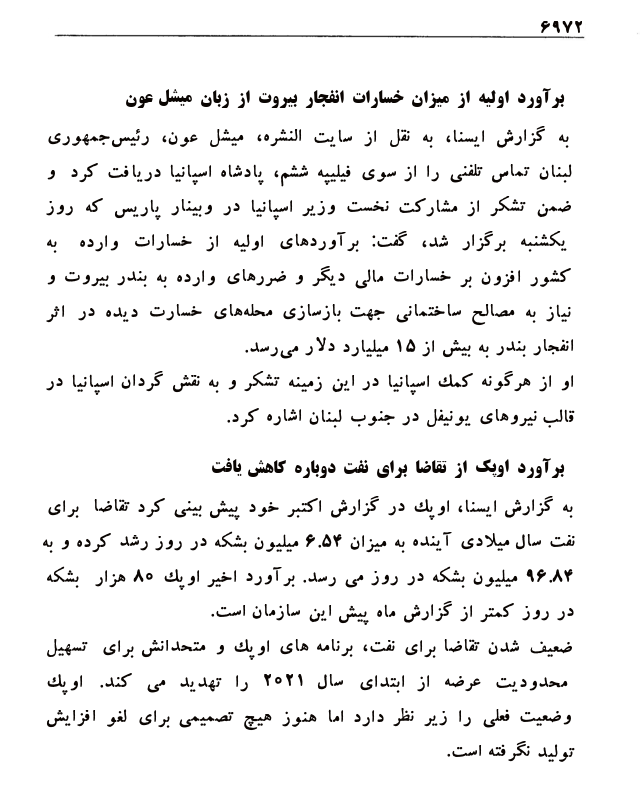 ۶۹۷۲
برآورد اولیه از میزان خسارات انفجار بیروت از زبان میشل عون
به گزارش ایسنا، به نقل از سایت النشره، میشل عون، رئیس‌جمهوری
لبنان تماس تلفنی را از سوی فیلیپه ششم، پادشاه اسپانیا دریافت کرد و
ضمن تشکر از مشارکت نخست وزیر اسپانیا در وبینار پاریس که روز
یکشنبه برگزار شد، گفت: برآوردهای اولیه از خسارات وارده به
کشور افزون بر خسارات مالی دیگر و ضررهای وارده به بندر بیروت و
نیاز به مصالح ساختمانی جهت بازسازی محله‌های خسارت دیده در اثر
انفجار بندر به بیش از ۱۵ میلیارد دلار می‌رسد.
او از هرگونه کمک اسپانیا در این زمینه تشکر و به نقش گردان اسپانیا در
قالب نیروهای یونیفل در جنوب لبنان اشاره کرد.
برآورد اوپک از تقاضا برای نفت دوباره کاهش یافت
به گزارش ایسنا، اوپک در گزارش اکتبر خود پیش بینی کرد تقاضا برای
نفت سال میلادی آینده به میزان ۶.۵۴ میلیون بشکه در روز رشد کرده و به
۹۶.۸۴ میلیون بشکه در روز می رسد. برآورد اخیر اوپک ۸۰ هزار بشکه
در روز کمتر از گزارش ماه پیش این سازمان است.
ضعیف شدن تقاضا برای نفت، برنامه های اوپک و متحدانش برای تسهیل
محدودیت عرضه از ابتدای سال ۲۰۲۱ را تهدید می کند. اوپک
وضعیت فعلی را زیر نظر دارد اما هنوز هیچ تصمیمی برای لغو افزایش
تولید نگرفته است.